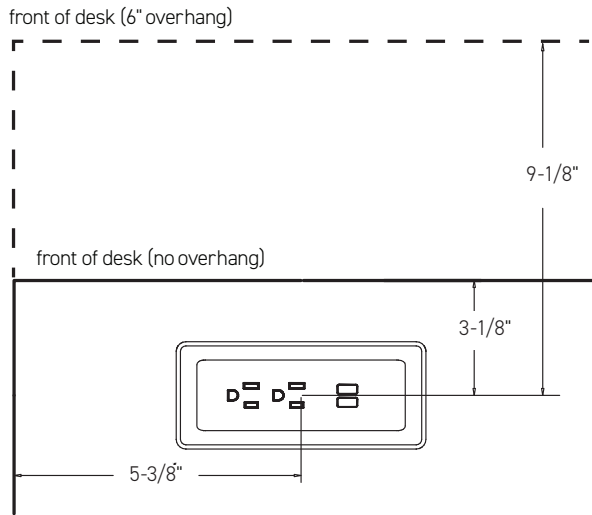 front of desk (6" overhang)
9-1/8"
front of desk (no overhang)
3-1/8"
5-3/8"